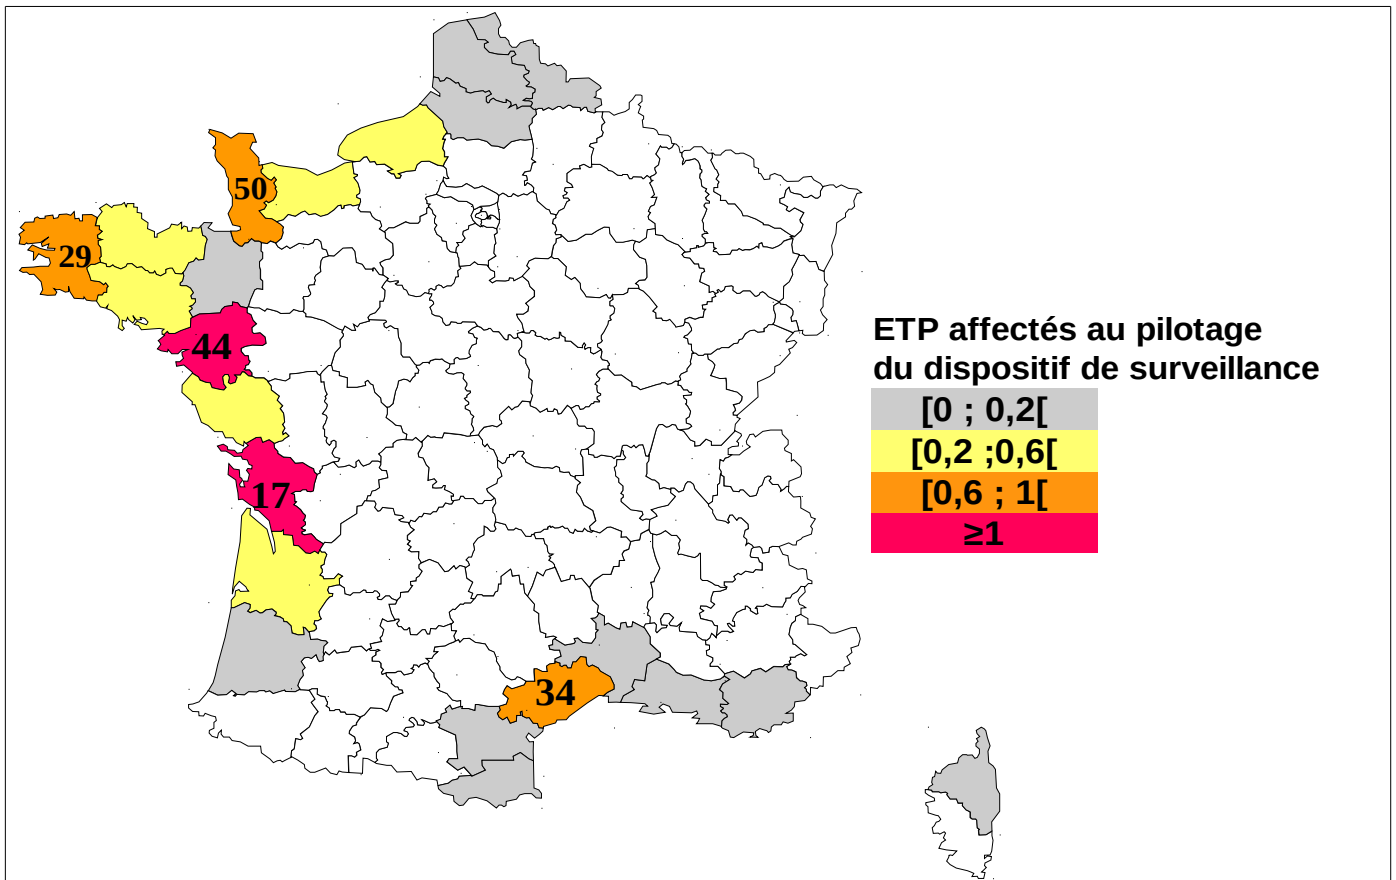 50
29
44
17
34
ETP affectés au pilotage
du dispositif de surveillance
[0 ; 0,2[
[0,2 ;0,6[
[0,6 ; 1[
≥1